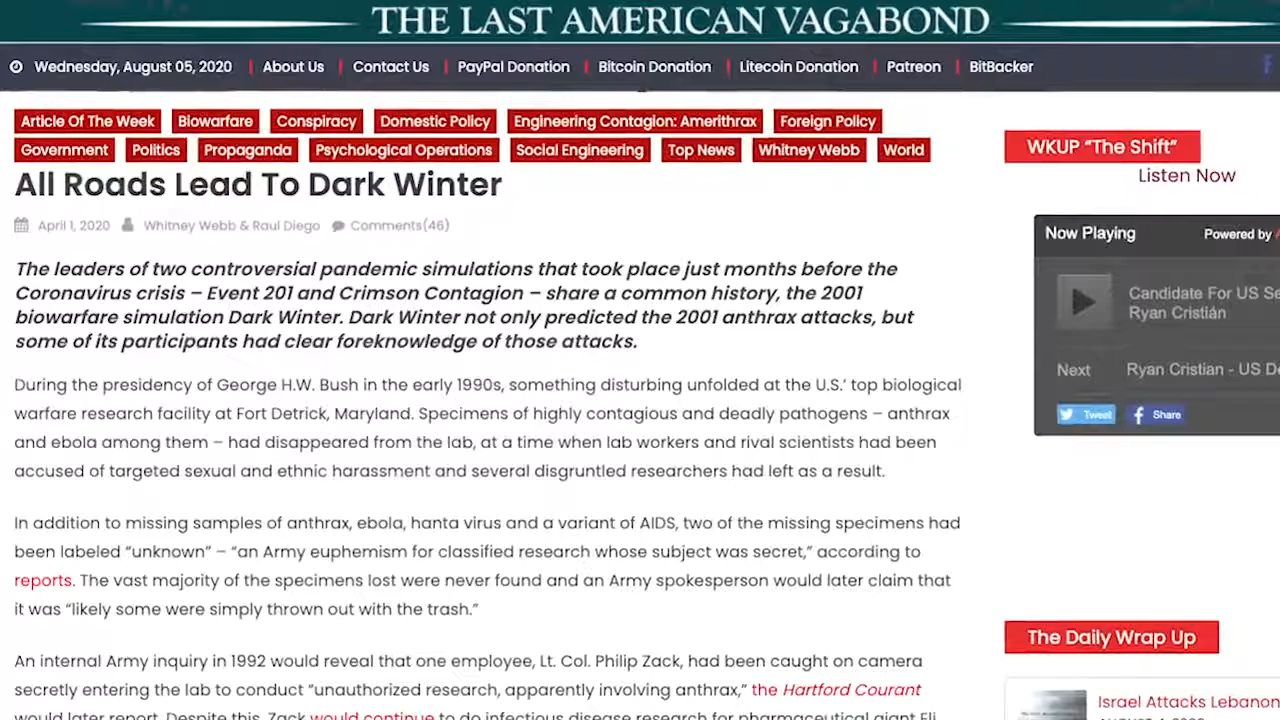 THE LAST AMERICAN VAGABOND
Wednesday, August 05, 2020 | About Us | Contact Us | PayPal Donation | Bitcoin Donation | Litecoin Donation | Patreon | BitBacker
Article Of The Week Biowarfare Conspiracy Domestic Policy Engineering Contagion: Amerithrax Foreign Policy
Government Politics Propaganda Psychological Operations Social Engineering Top News Whitney Webb World
All Roads Lead To Dark Winter
April 1, 2020 Whitney Webb & Raul Diego Comments(46)
The leaders of two controversial pandemic simulations that took place just months before the
Coronavirus crisis – Event 201 and Crimson Contagion – share a common history, the 2001
biowarfare simulation Dark Winter. Dark Winter not only predicted the 2001 anthrax attacks, but
some of its participants had clear foreknowledge of those attacks.
During the presidency of George H.W. Bush in the early 1990s, something disturbing unfolded at the U.S.’ top biological
warfare research facility at Fort Detrick, Maryland. Specimens of highly contagious and deadly pathogens – anthrax
and ebola among them – had disappeared from the lab, at a time when lab workers and rival scientists had been
accused of targeted sexual and ethnic harassment and several disgruntled researchers had left as a result.
In addition to missing samples of anthrax, ebola, hanta virus and a variant of AIDS, two of the missing specimens had
been labeled “unknown” – “an Army euphemism for classified research whose subject was secret,” according to
reports. The vast majority of the specimens lost were never found and an Army spokesperson would later claim that
it was “likely some were simply thrown out with the trash.”
An internal Army inquiry in 1992 would reveal that one employee, Lt. Col. Philip Zack, had been caught on camera
secretly entering the lab to conduct “unauthorized research, apparently involving anthrax,” the Hartford Courant
would later report. Despite this, Zack would continue to do infectious disease research for pharmaceutical giant Eli
WKUP “The Shift”
Listen Now
Now Playing Powered by
Candidate For US Se
Ryan Cristián
Next Ryan Cristian - US De
Tweet Share
The Daily Wrap Up
Israel Attacks Lebanon